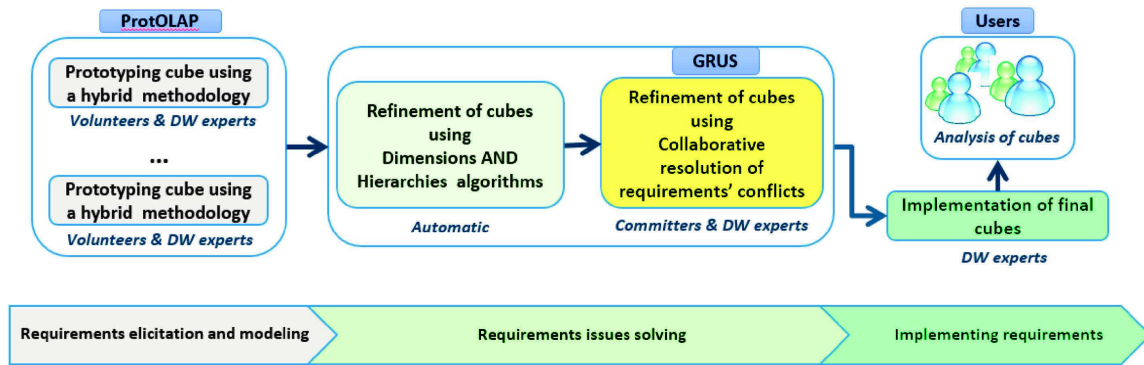 ProtOLAP
Prototyping cube using
a hybrid methodology
Volunteers & DW experts
...
Prototyping cube using
a hybrid methodology
Volunteers & DW experts
Refinement of cubes
using
Dimensions AND
Hierarchies algorithms
Automatic
GRUS
Refinement of cubes
using
Collaborative
resolution of
requirements' conflicts
Committers & DW experts
Users
Analysis of cubes
Implementation of final
cubes
DW experts
Requirements elicitation and modeling
Requirements issues solving
Implementing requirements